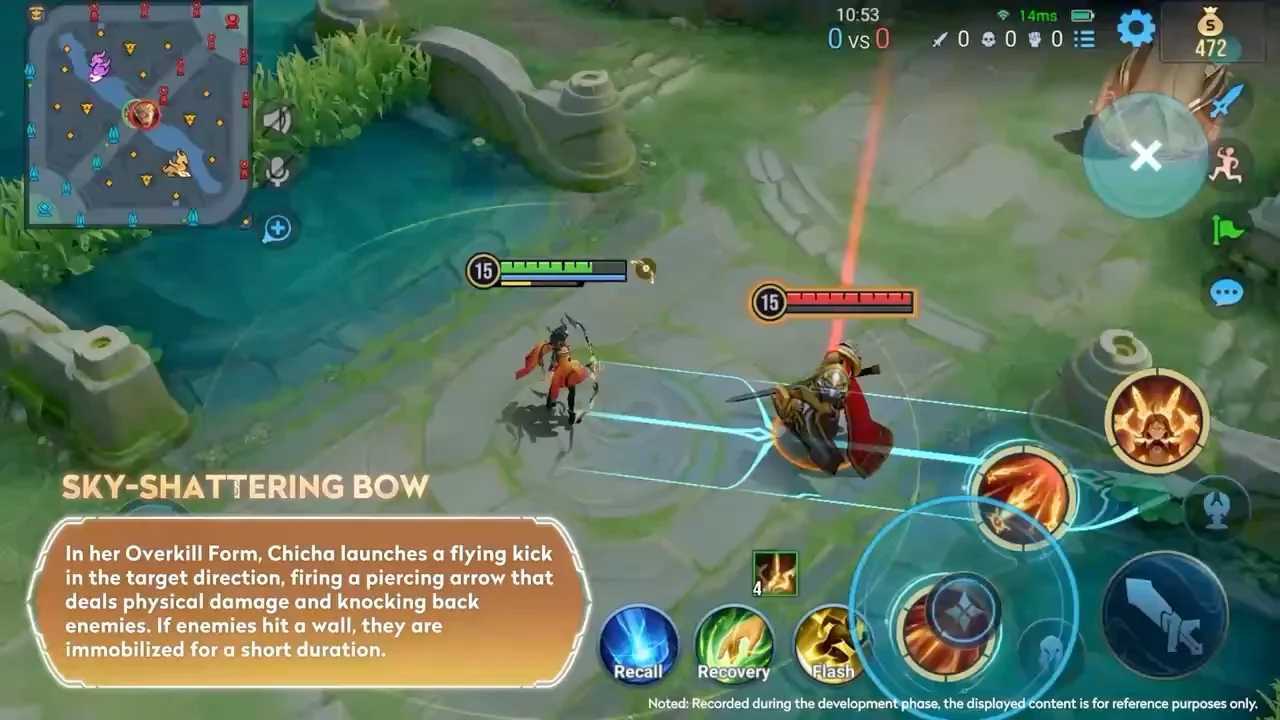 10:53
14ms
0 VS 0
0
0
0
S
472
15
15
SKY-SHATTERING BOW
In her Overkill Form, Chicha launches a flying kick
in the target direction, firing a piercing arrow that
deals physical damage and knocking back
enemies. If enemies hit a wall, they are
immobilized for a short duration.
4
Recall
Recovery
Flash
Noted: Recorded during the development phase, the displayed content is for reference purposes only.